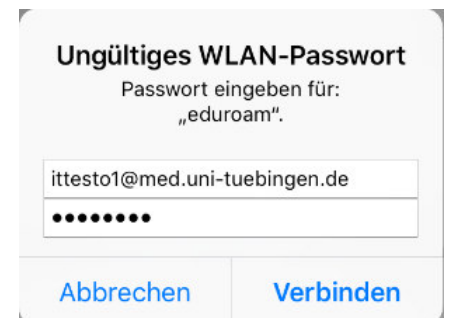 Ungültiges WLAN-Passwort
Passwort eingeben für:
„eduroam“.
ittesto1@med.uni-tuebingen.de
●●●●●●●●
Abbrechen Verbinden